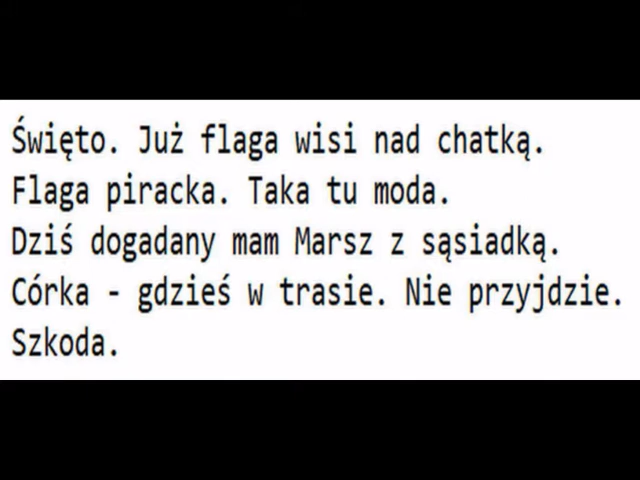 Święto. Już flaga wisi nad chatką.
Flaga piracka. Taka tu moda.
Dziś dogadany mam Marsz z sąsiadką.
Córka - gdzieś w trasie. Nie przyjdzie.
Szkoda.